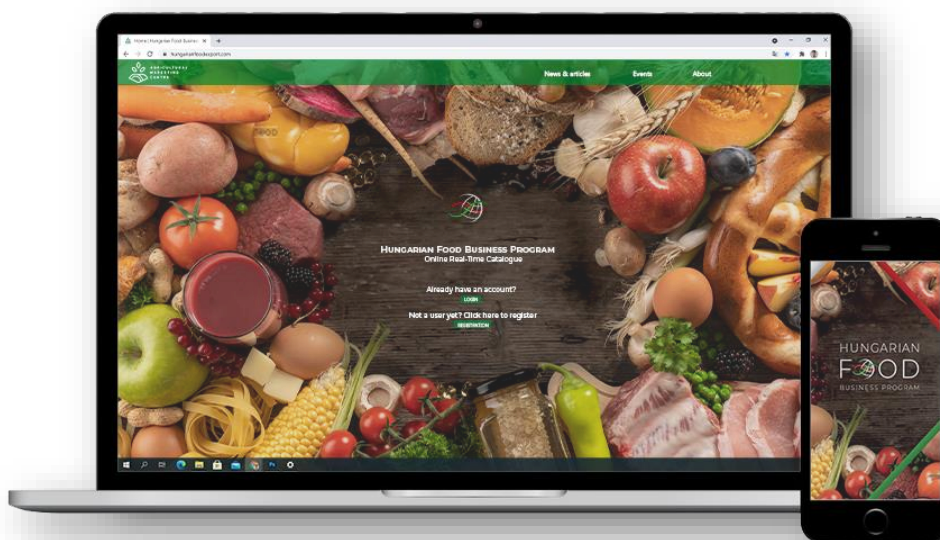 Home | Hungarian Food Busine
hungarianfoodexport.com
AGRICULTURAL
MARKETING
CENTRE
News & articles
Events
About
HUNGARIAN FOOD BUSINESS PROGRAM
Online Real-Time Catalogue
Already have an account?
LOGIN
Not a user yet? Click here to register
REGISTRATION
HUNGARIAN
FOOD
BUSINESS PROGRAM